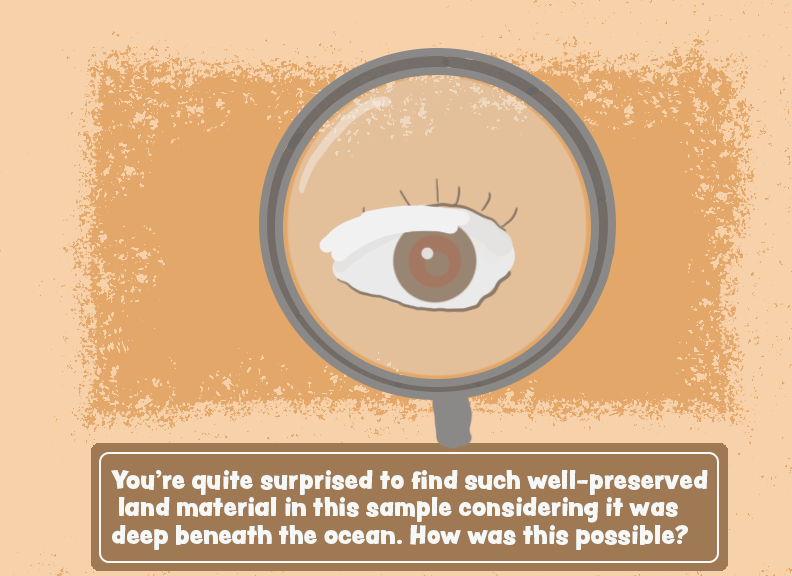 You're quite surprised to find such well-preserved
land material in this sample considering it was
deep beneath the ocean. How was this possible?